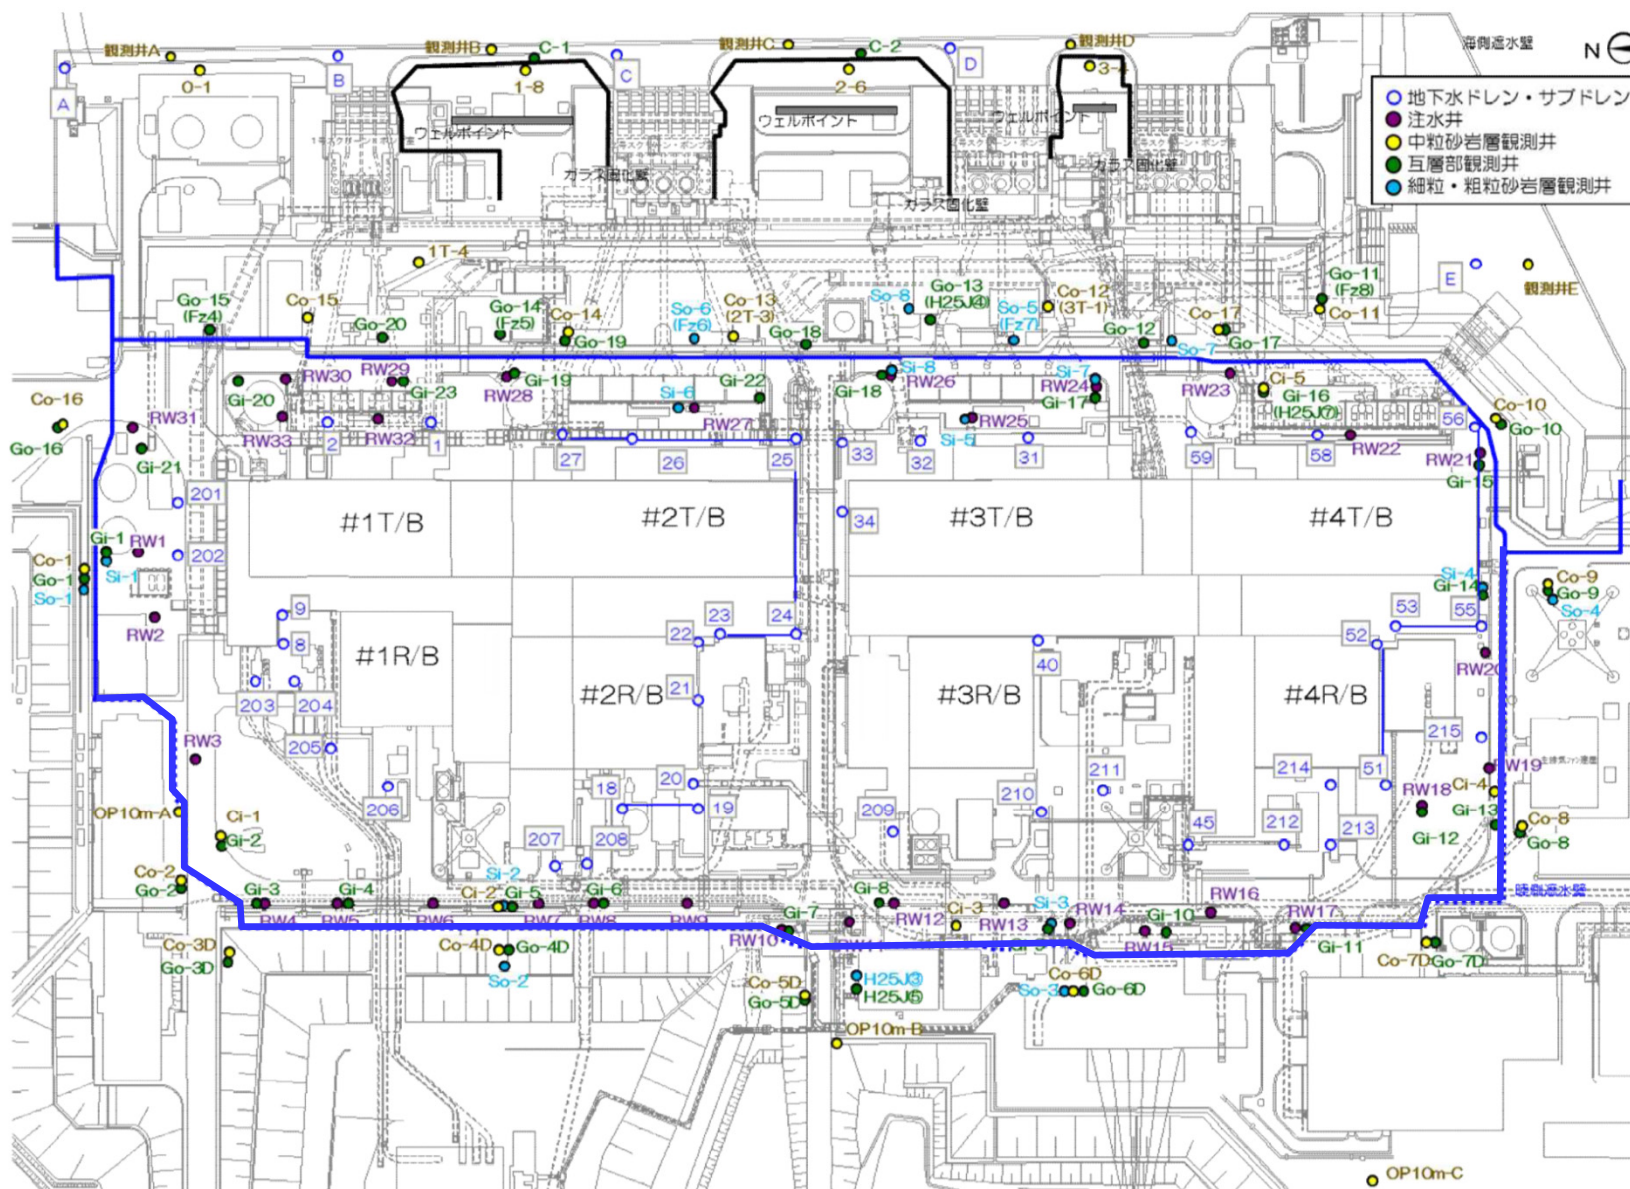 観測井A
観測井B
C-1
観測井C
C-2
観測井D
海側遮水壁
N
A
0-1
B
1-8
C
2-6
D
3-4
地下水ドレン・サブドレン
注水井
中粒砂岩層観測井
互層部観測井
細粒・粗粒砂岩層観測井
ウェルポイント
ウェルポイント
ウェルポイント
ガラス固化壁
ガラス固化壁
ガラス固化壁
1T-4
E
観測井E
Go-15
(Fz4)
Co-15
Go-20
Go-14
(Fz5)
Co-14
Go-19
So-6
(Fz6)
Co-13
(2T-3)
Go-18
So-8
Go-13
(H25J④)
So-5
(Fz7)
Co-12
(3T-1)
Go-12
So-7
Co-17
Go-17
Go-11
(Fz8)
Co-11
Co-16
Go-16
RW31
Gi-21
Gi-20
RW30
RW33
RW29
Gi-23
RW32
RW28
Gi-19
Si-6
RW27
Gi-22
Gi-18
Si-8
RW26
Si-5
RW25
Si-7
RW24
Gi-17
RW23
Ci-5
Gi-16
(H25J⑦)
RW22
56
Co-10
Go-10
RW21
Gi-15
2
1
27
26
25
33
32
31
59
58
201
202
34
#1T/B
#2T/B
#3T/B
#4T/B
Gi-1
RW1
Si-1
Co-1
Go-1
So-1
RW2
9
8
#1R/B
#2R/B
#3R/B
#4R/B
22
23
24
21
40
52
53
55
Si-4
Gi-14
Co-9
Go-9
So-4
RW20
203
204
205
206
RW3
OP10m-A
Ci-1
Gi-2
Co-2
Go-2
18
20
19
207
208
209
210
211
45
212
213
214
51
215
RW19
RW18
Ci-4
Gi-13
Gi-12
Co-8
Go-8
陸側遮水壁
Gi-3
RW4
Gi-4
RW5
RW6
Si-2
Ci-2
Gi-5
RW7
Gi-6
RW8
RW9
RW10
Gi-7
Gi-8
RW12
Ci-3
RW13
Si-3
RW14
RW15
Gi-10
RW16
RW17
Gi-11
Co-3D
Go-3D
Co-4D
Go-4D
So-2
Co-5D
Go-5D
H25J③
H25J⑤
So-3
Co-6D
Go-6D
Co-7D
Go-7D
OP10m-B
OP10m-C